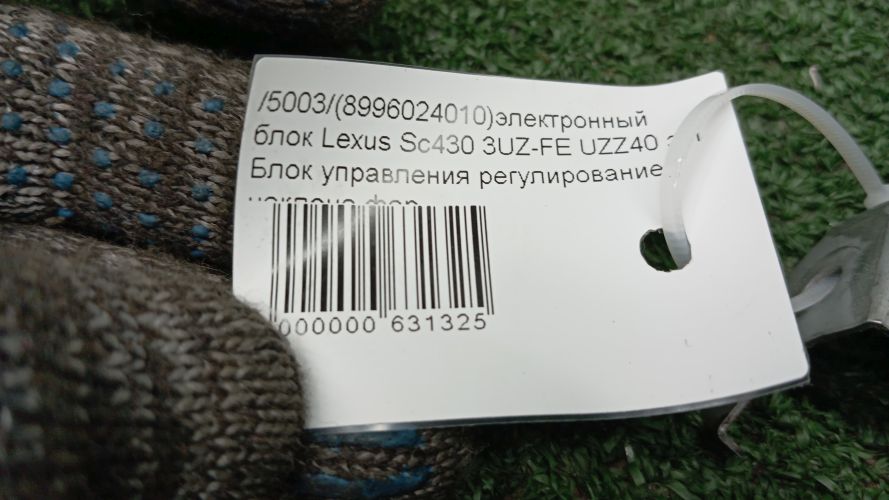 /5003/(8996024010)электронный
блок Lexus Sc430 3UZ-FE UZZ40
Блок управления регулирование
000000 631325